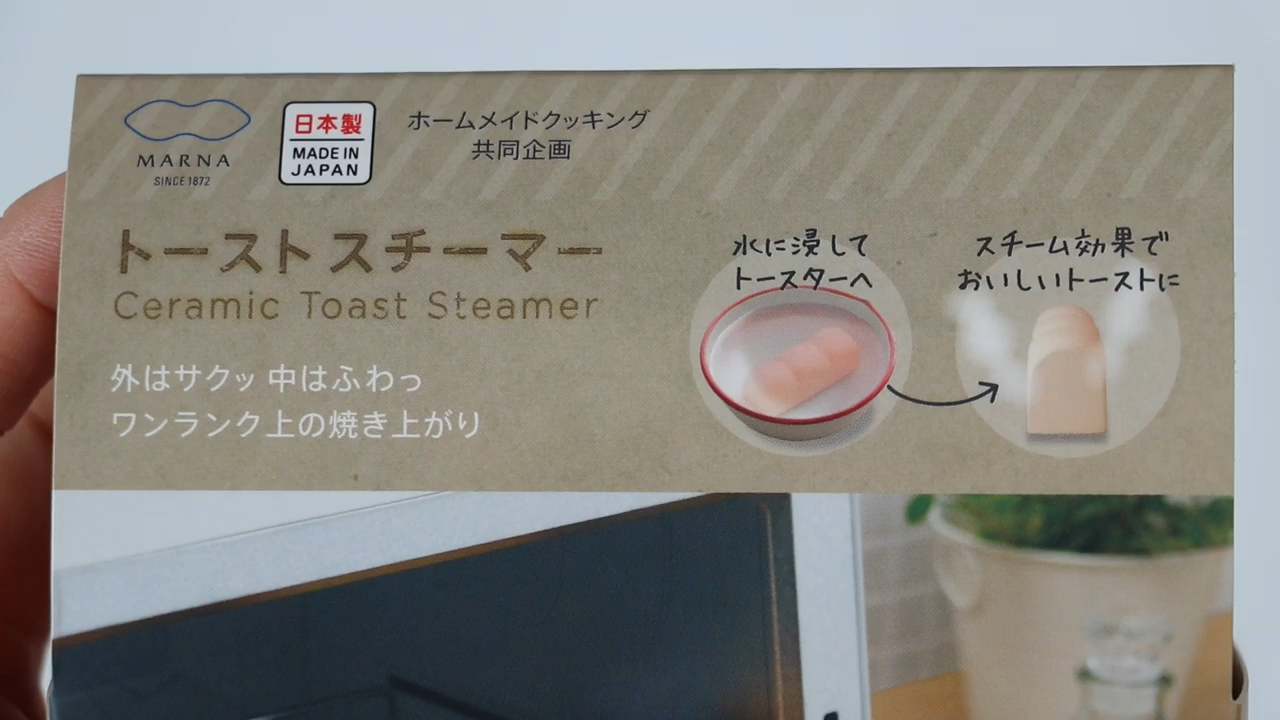 MARNA
SINCE 1872
日本製
MADE IN
JAPAN
ホームメイドクッキング
共同企画
トーストスチーマー
Ceramic Toast Steamer
外はサクッ 中はふわっ
ワンランク上の焼き上がり
水に浸して
トースターへ
スチーム効果で
おいしいトーストに